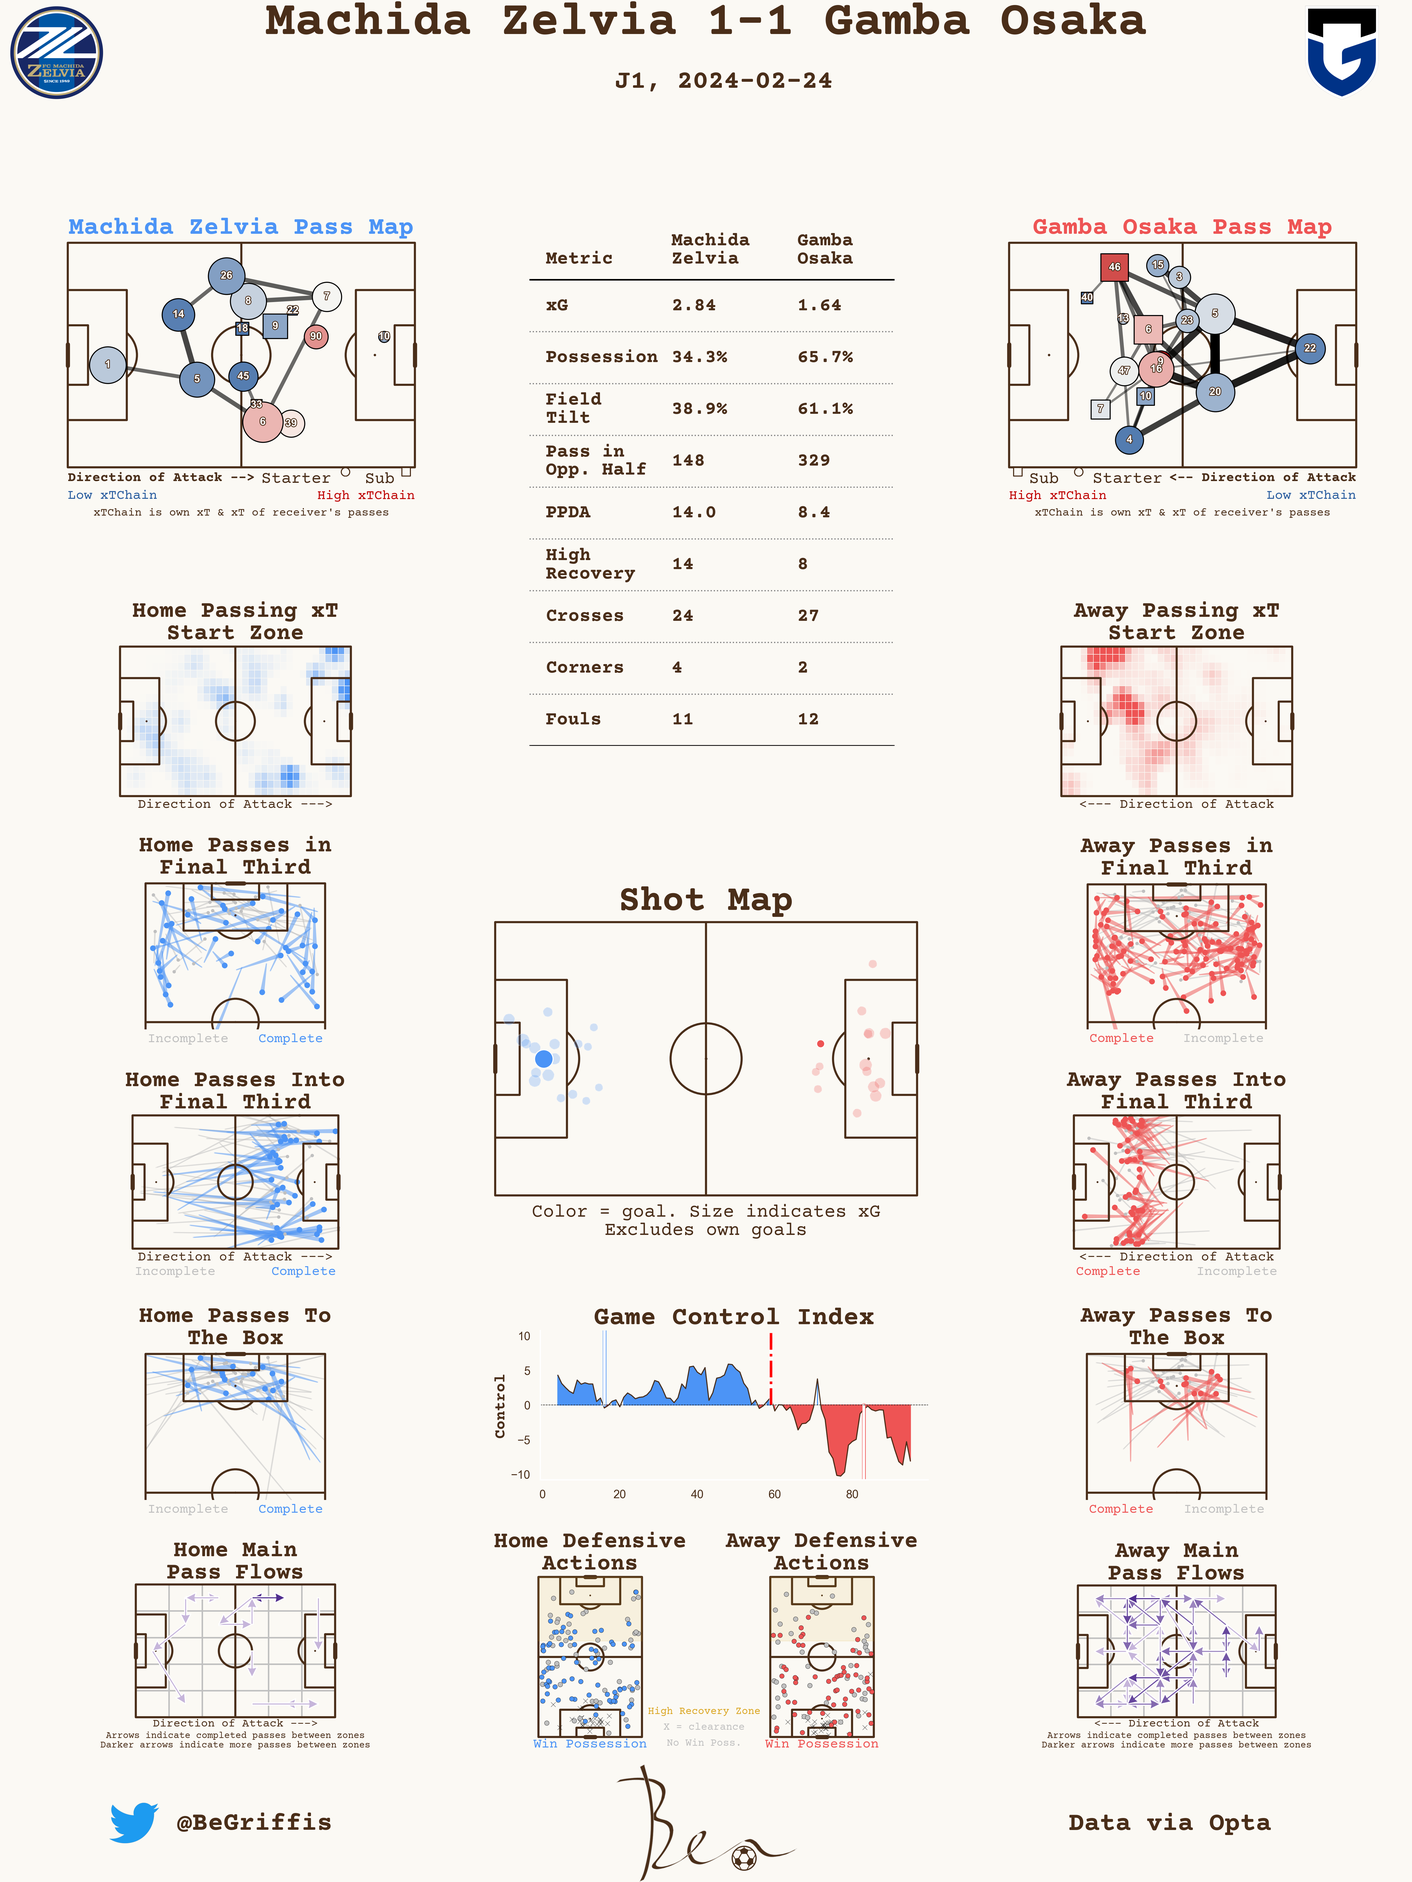 Machida Zelvia 1-1 Gamba Osaka
J1, 2024-02-24
FC MACHIDA
ZELVIA
SINCE 1989
Machida Zelvia Pass Map
26
8
7
14
22
18
9
90
10
1
5
45
33
6
39
Direction of Attack --> Starter Sub
Low xTChain High xTChain
xTChain is own xT & xT of receiver's passes
Metric Machida Zelvia Gamba Osaka
xG 2.84 1.64
Possession 34.3% 65.7%
Field Tilt 38.9% 61.1%
Pass in Opp. Half 148 329
PPDA 14.0 8.4
High Recovery 14 8
Crosses 24 27
Corners 4 2
Fouls 11 12
Gamba Osaka Pass Map
46
15
3
40
13
23
5
6
22
9
47
16
10
20
7
4
Sub Starter <-- Direction of Attack
High xTChain Low xTChain
xTChain is own xT & xT of receiver's passes
Home Passing xT
Start Zone
Direction of Attack --->
Away Passing xT
Start Zone
<--- Direction of Attack
Home Passes in
Final Third
Incomplete Complete
Away Passes in
Final Third
Complete Incomplete
Shot Map
Color = goal. Size indicates xG
Excludes own goals
Home Passes Into
Final Third
Direction of Attack --->
Incomplete Complete
Away Passes Into
Final Third
<--- Direction of Attack
Complete Incomplete
Home Passes To
The Box
Incomplete Complete
Game Control Index
Control
10
5
0
−5
−10
0 20 40 60 80
Away Passes To
The Box
Complete Incomplete
Home Main
Pass Flows
Direction of Attack --->
Arrows indicate completed passes between zones
Darker arrows indicate more passes between zones
Home Defensive
Actions
Win Possession
High Recovery Zone
X = clearance
No Win Poss.
Away Defensive
Actions
Win Possession
Away Main
Pass Flows
<--- Direction of Attack
Arrows indicate completed passes between zones
Darker arrows indicate more passes between zones
@BeGriffis
Ben
Data via Opta